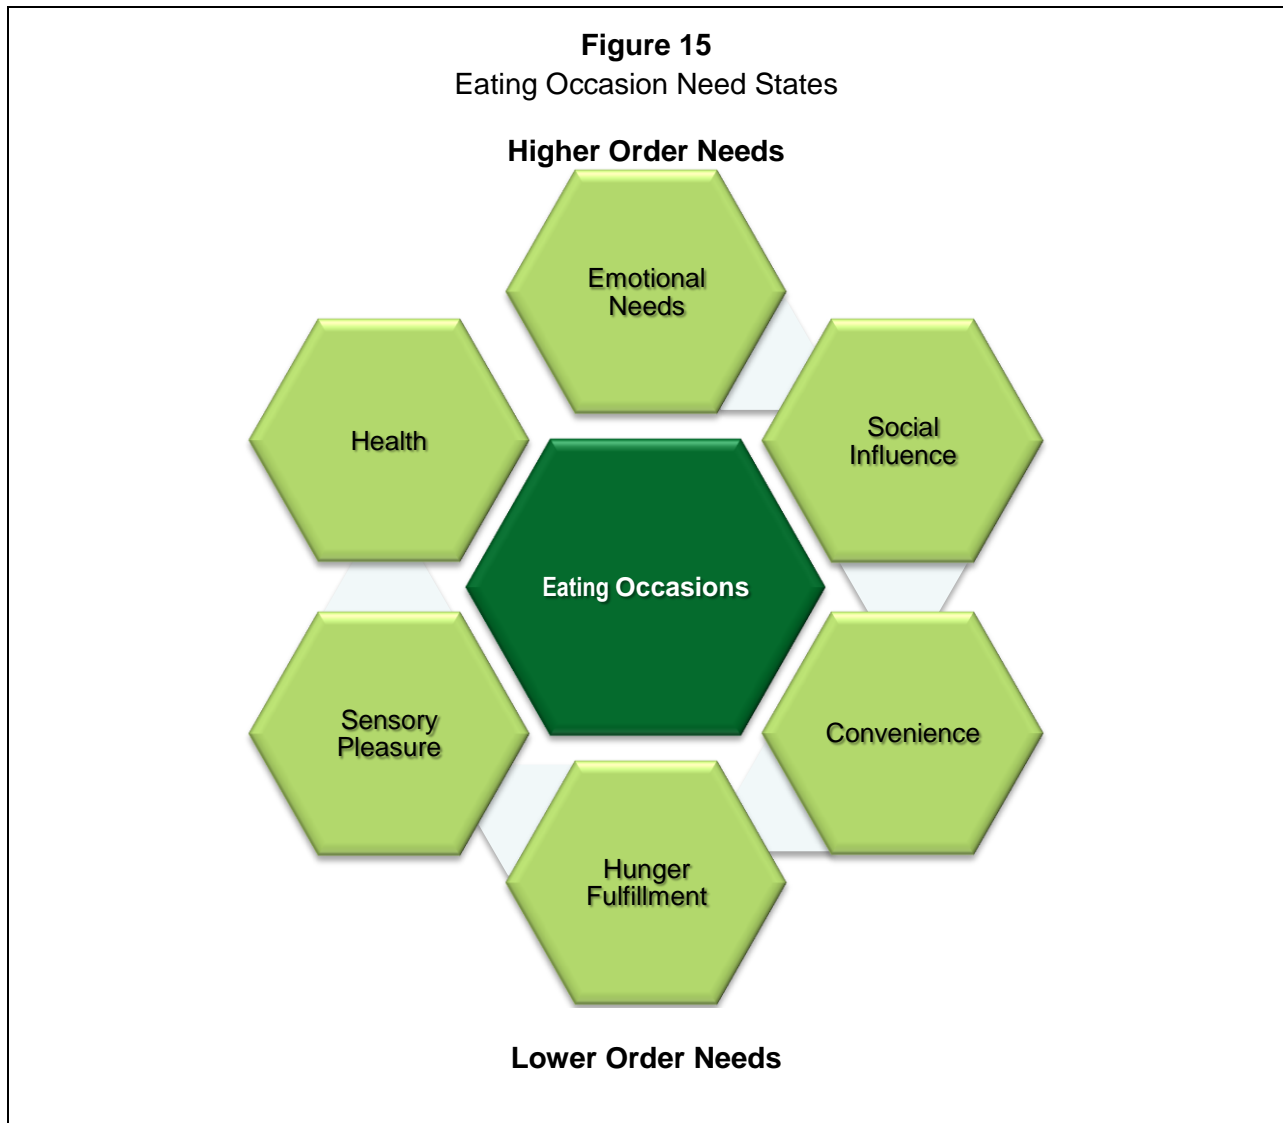 Figure 15
Eating Occasion Need States
Higher Order Needs
Emotional
Needs
Health
Social
Influence
Eating Occasions
Sensory
Pleasure
Convenience
Hunger
Fulfillment
Lower Order Needs